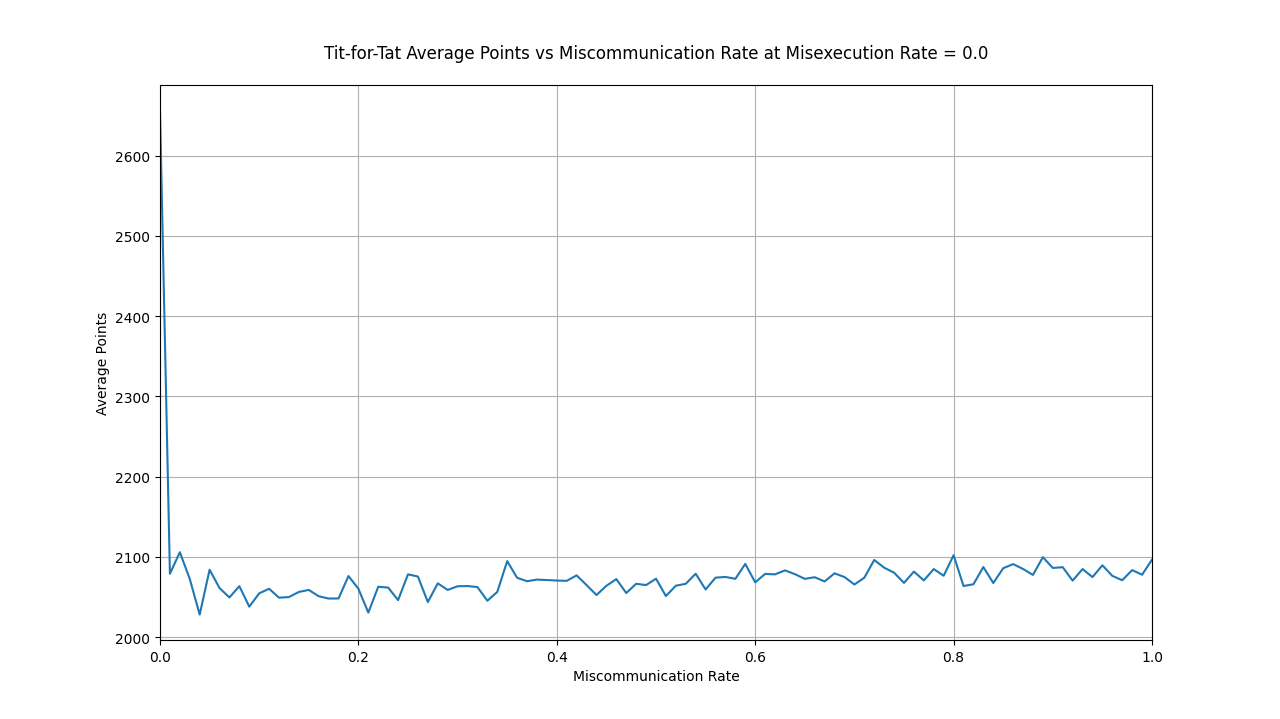 Tit-for-Tat Average Points vs Miscommunication Rate at Misexecution Rate = 0.0
Average Points
2600
2500
2400
2300
2200
2100
2000
0.0 0.2 0.4 0.6 0.8 1.0
Miscommunication Rate